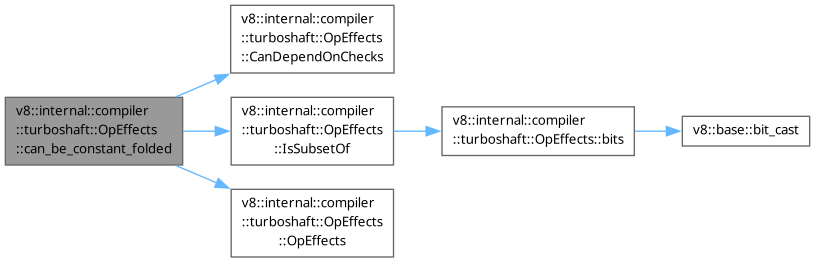 v8::internal::compiler
::turboshaft::OpEffects
::can_be_constant_folded
v8::internal::compiler
::turboshaft::OpEffects
::CanDependOnChecks
v8::internal::compiler
::turboshaft::OpEffects
::IsSubsetOf
v8::internal::compiler
::turboshaft::OpEffects::bits
v8::base::bit_cast
v8::internal::compiler
::turboshaft::OpEffects
::OpEffects